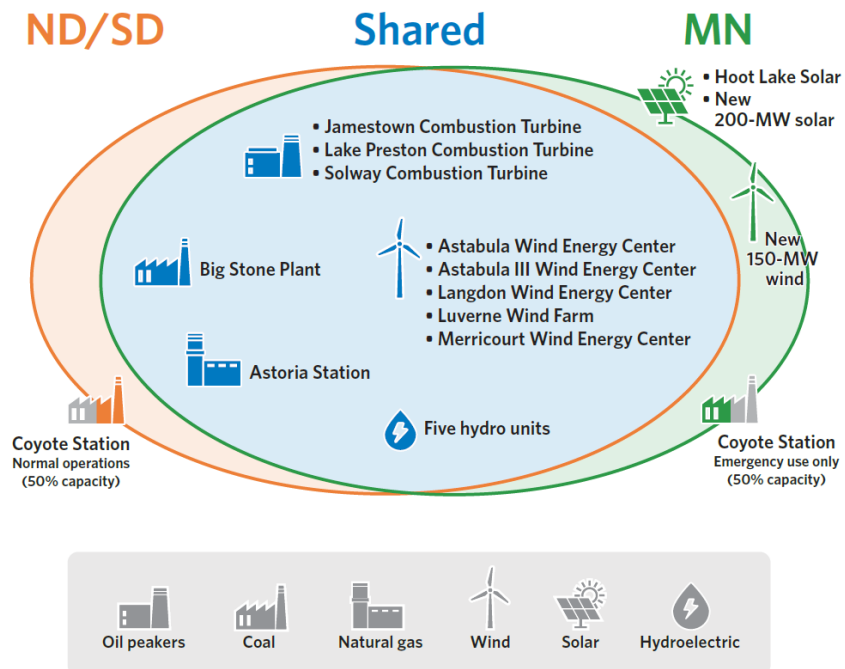 ND/SD
Shared
MN
• Hoot Lake Solar
• New
200-MW solar
• Jamestown Combustion Turbine
• Lake Preston Combustion Turbine
• Solway Combustion Turbine
New
150-MW
wind
Big Stone Plant
• Astabula Wind Energy Center
• Astabula III Wind Energy Center
• Langdon Wind Energy Center
• Luverne Wind Farm
• Merricourt Wind Energy Center
Astoria Station
Five hydro units
Coyote Station
Normal operations
(50% capacity)
Coyote Station
Emergency use only
(50% capacity)
Oil peakers
Coal
Natural gas
Wind
Solar
Hydroelectric